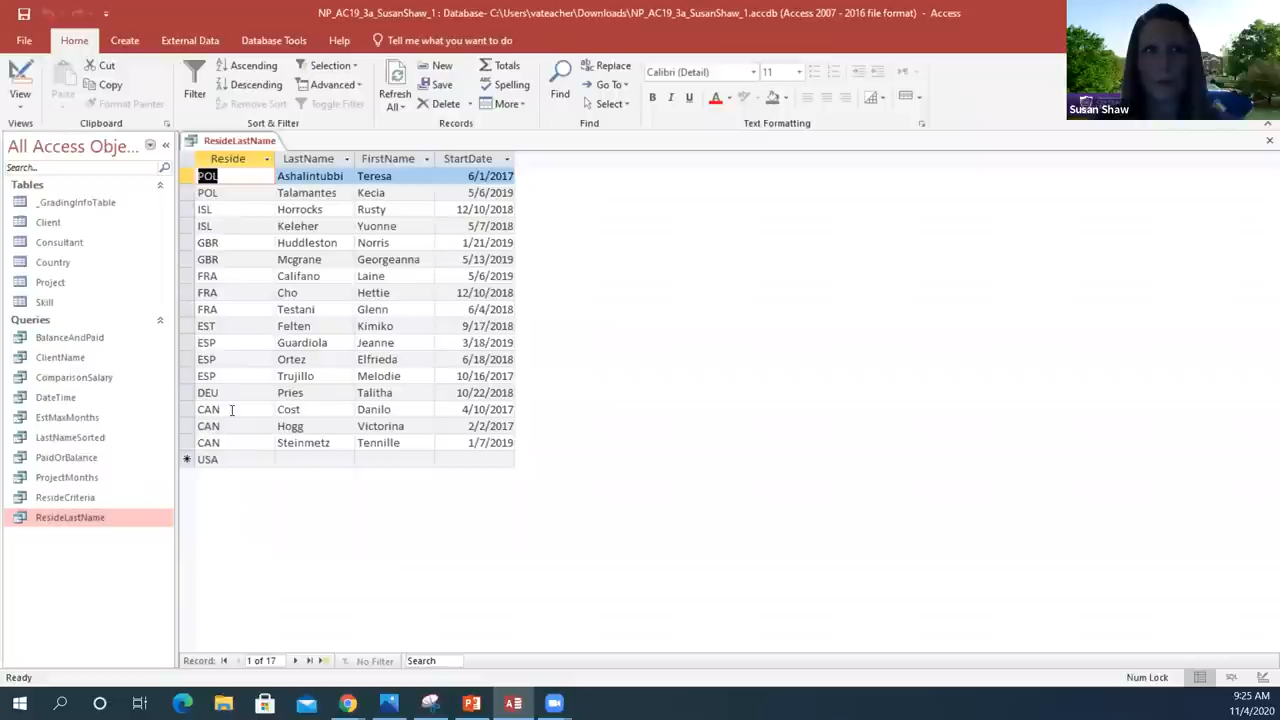 NP_AC19_3a_SusanShaw_1 : Database- C:\Users\vateacher\Downloads\NP_AC19_3a_SusanShaw_1.accdb (Access 2007 - 2016 file format) - Access
File Home Create External Data Database Tools Help Tell me what you want to do
View Paste Cut Copy Format Painter Filter Ascending Descending Remove Sort Selection Advanced Toggle Filter Refresh All New Save Delete Totals Spelling More Find Replace Go To Select Calibri (Detail) 11 B I U A
Views Clipboard Sort & Filter Records Find Text Formatting
Susan Shaw
All Access Obje...
Search...
Tables
_GradingInfoTable
Client
Consultant
Country
Project
Skill
Queries
BalanceAndPaid
ClientName
ComparisonSalary
DateTime
EstMaxMonths
LastNameSorted
PaidOrBalance
ProjectMonths
ResideCriteria
ResideLastName
ResideLastName
Reside LastName FirstName StartDate
POL Ashalintubbi Teresa 6/1/2017
POL Talamantes Kecia 5/6/2019
ISL Horrocks Rusty 12/10/2018
ISL Keleher Yuonne 5/7/2018
GBR Huddleston Norris 1/21/2019
GBR Mcgrane Georgeanna 5/13/2019
FRA Califano Laine 5/6/2019
FRA Cho Hettie 12/10/2018
FRA Testani Glenn 6/4/2018
EST Felten Kimiko 9/17/2018
ESP Guardiola Jeanne 3/18/2019
ESP Ortez Elfrieda 6/18/2018
ESP Trujillo Melodie 10/16/2017
DEU Pries Talitha 10/22/2018
CAN Cost Danilo 4/10/2017
CAN Hogg Victorina 2/2/2017
CAN Steinmetz Tennille 1/7/2019
USA
Record: 1 of 17 No Filter Search
Ready Num Lock SQL
9:25 AM
11/4/2020